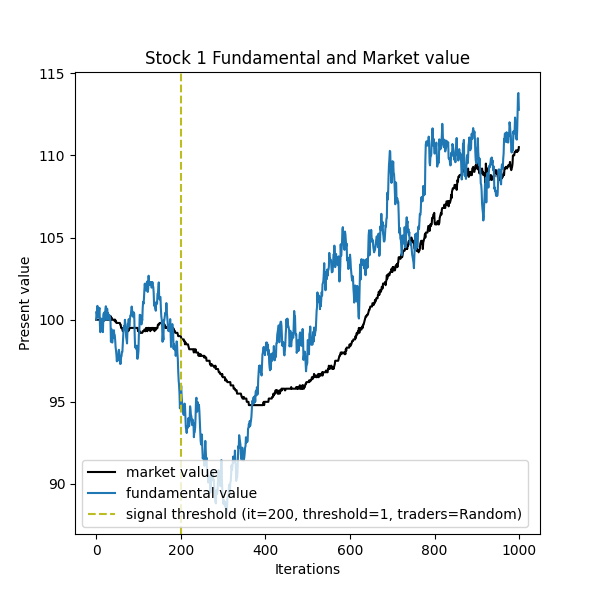 Stock 1 Fundamental and Market value
115
110
105
100
95
90
Present value
market value
fundamental value
signal threshold (it=200, threshold=1, traders=Random)
0 200 400 600 800 1000
Iterations